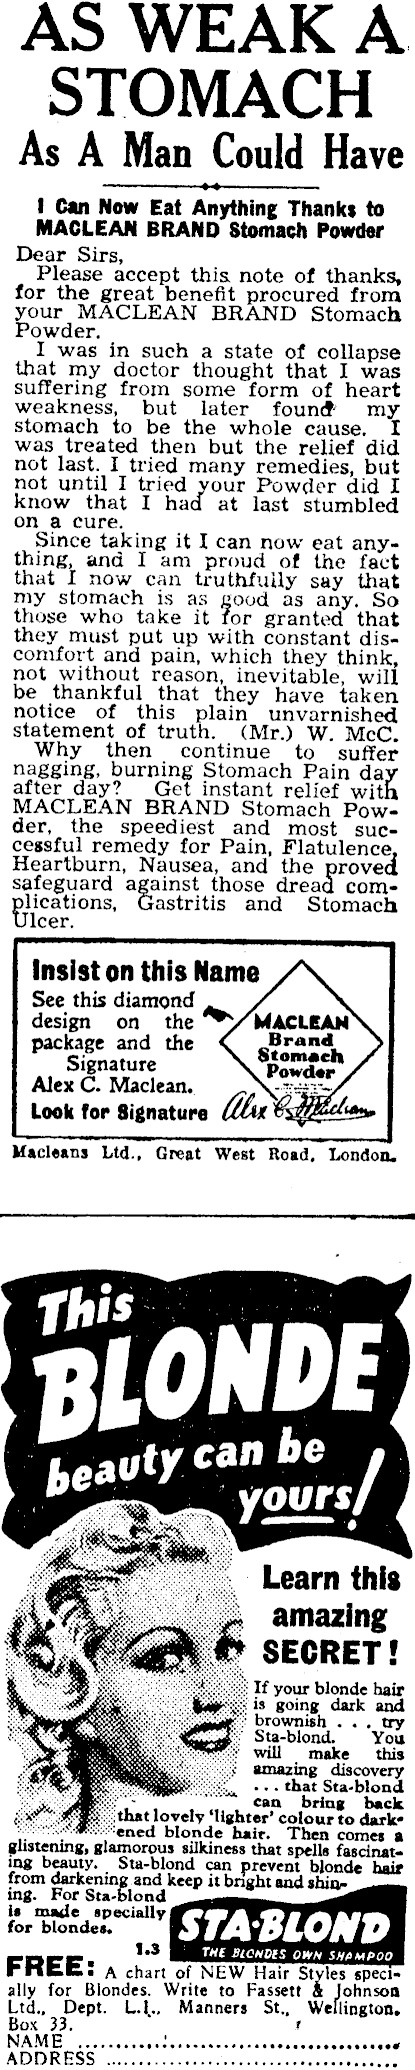 AS WEAK A
STOMACH
As A Man Could Have
I Can Now Eat Anything Thanks to
MACLEAN BRAND Stomach Powder
Dear Sirs,
Please accept this note of thanks,
for the great benefit procured from
your MACLEAN BRAND Stomach
Powder.
I was in such a state of collapse
that my doctor thought that I was
suffering from some form of heart
weakness, but later found my
stomach to be the whole cause. I
was treated then but the relief did
not last. I tried many remedies, but
not until I tried your Powder did I
know that I had at last stumbled
on a cure.
Since taking it I can now eat any-
thing, and I am proud of the fact
that I now can truthfully say that
my stomach is as good as any. So
those who take it for granted that
they must put up with constant dis-
comfort and pain, which they think,
not without reason, inevitable, will
be thankful that they have taken
notice of this plain unvarnished
statement of truth. (Mr.) W. McC.
Why then continue to suffer
nagging, burning Stomach Pain day
after day? Get instant relief with
MACLEAN BRAND Stomach Pow-
der, the speediest and most suc-
cessful remedy for Pain, Flatulence,
Heartburn, Nausea, and the proved
safeguard against those dread com-
plications, Gastritis and Stomach
Ulcer.
Insist on this Name
See this diamond
design on the
package and the
Signature
Alex C. Maclean.
Look for Signature
MACLEAN
Brand
Stomach
Powder
Alex C. Maclean
Macleans Ltd., Great West Road, London.
This
BLONDE
beauty can be
yours!
Learn this
amazing
SECRET!
If your blonde hair
is going dark and
brownish . . . try
Sta-blond. You
will make this
amazing discovery
. . . that Sta-blond
can bring back
that lovely 'lighter' colour to dark-
ened blonde hair. Then comes a
glistening, glamorous silkiness that spells fascinat-
ing beauty. Sta-blond can prevent blonde hair
from darkening and keep it bright and shin-
ing. For Sta-blond
is made specially
for blondes.
1.3
STA-BLOND
THE BLONDES OWN SHAMPOO
FREE: A chart of NEW Hair Styles speci-
ally for Blondes. Write to Fassett & Johnson
Ltd., Dept. L.L., Manners St., Wellington.
Box 33.
NAME
ADDRESS